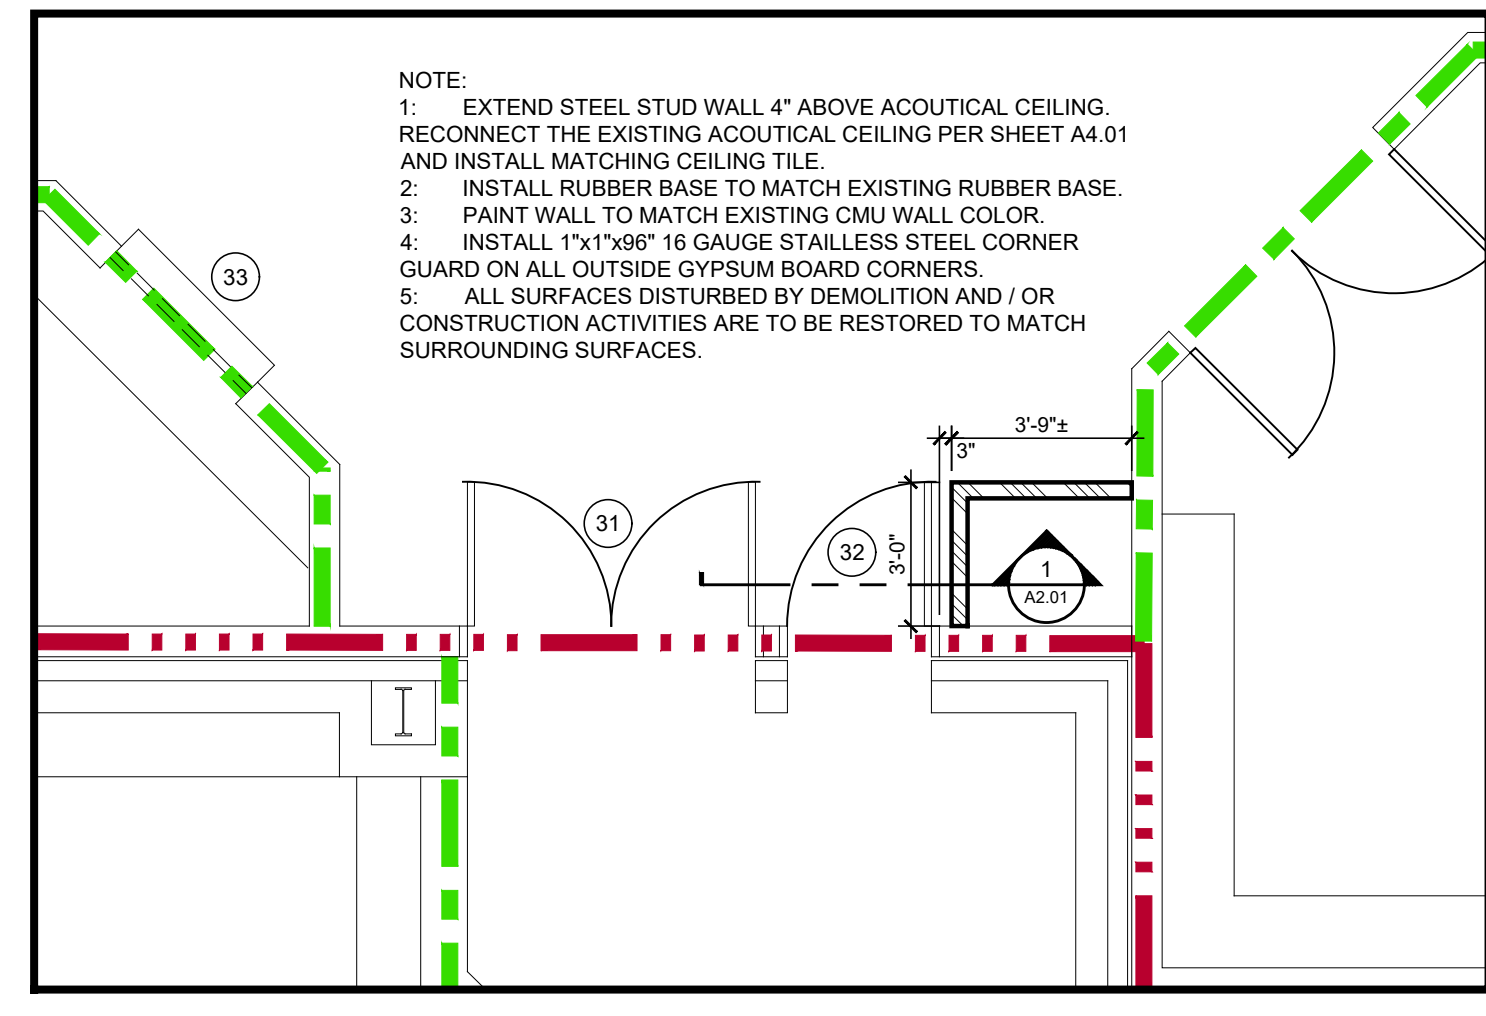 NOTE:
1: EXTEND STEEL STUD WALL 4" ABOVE ACOUTICAL CEILING.
RECONNECT THE EXISTING ACOUTICAL CEILING PER SHEET A4.01
AND INSTALL MATCHING CEILING TILE.
2: INSTALL RUBBER BASE TO MATCH EXISTING RUBBER BASE.
3: PAINT WALL TO MATCH EXISTING CMU WALL COLOR.
4: INSTALL 1"x1"x96" 16 GAUGE STAILLESS STEEL CORNER
GUARD ON ALL OUTSIDE GYPSUM BOARD CORNERS.
5: ALL SURFACES DISTURBED BY DEMOLITION AND / OR
CONSTRUCTION ACTIVITIES ARE TO BE RESTORED TO MATCH
SURROUNDING SURFACES.
33
3'-9"±
3"
31
32
3'-0"
1
A2.01